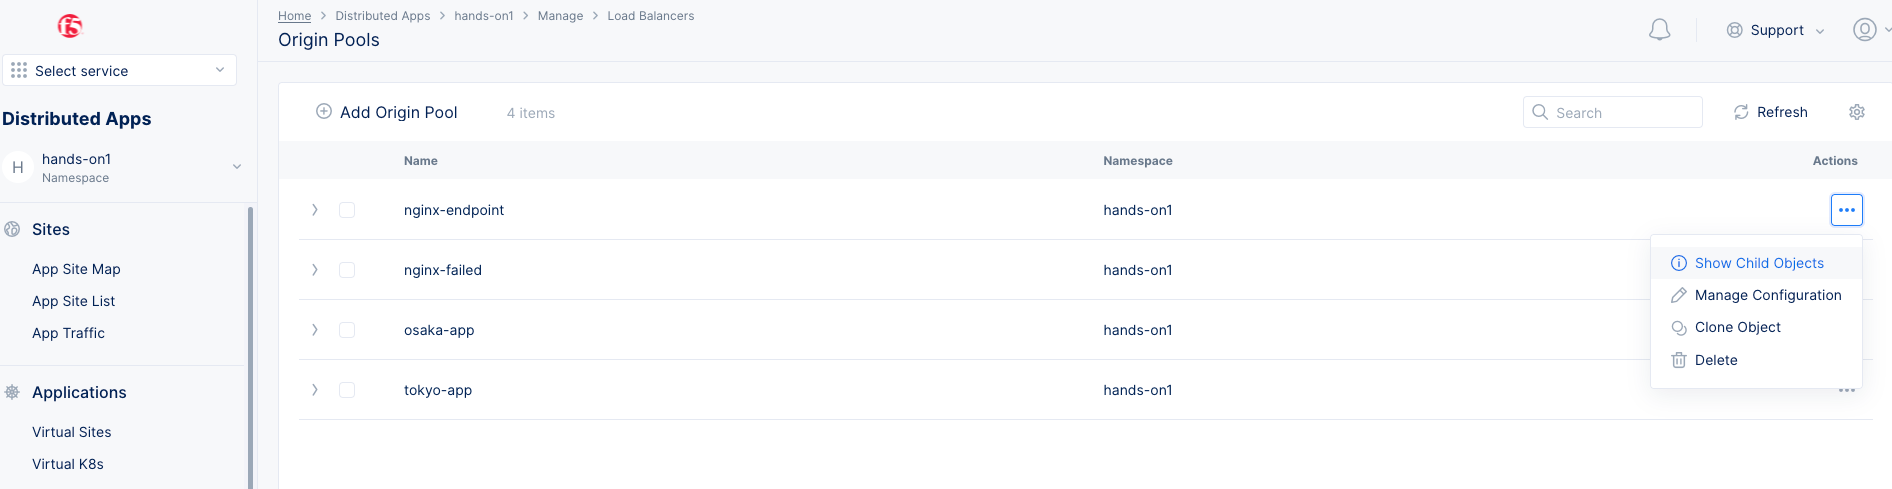 f5
Home > Distributed Apps > hands-on1 > Manage > Load Balancers
Origin Pools
Support
Select service
Distributed Apps
H
hands-on1
Namespace
Sites
App Site Map
App Site List
App Traffic
Applications
Virtual Sites
Virtual K8s
Add Origin Pool 4 items Search Refresh
Name Namespace Actions
nginx-endpoint hands-on1
nginx-failed hands-on1
osaka-app hands-on1
tokyo-app hands-on1
Show Child Objects
Manage Configuration
Clone Object
Delete